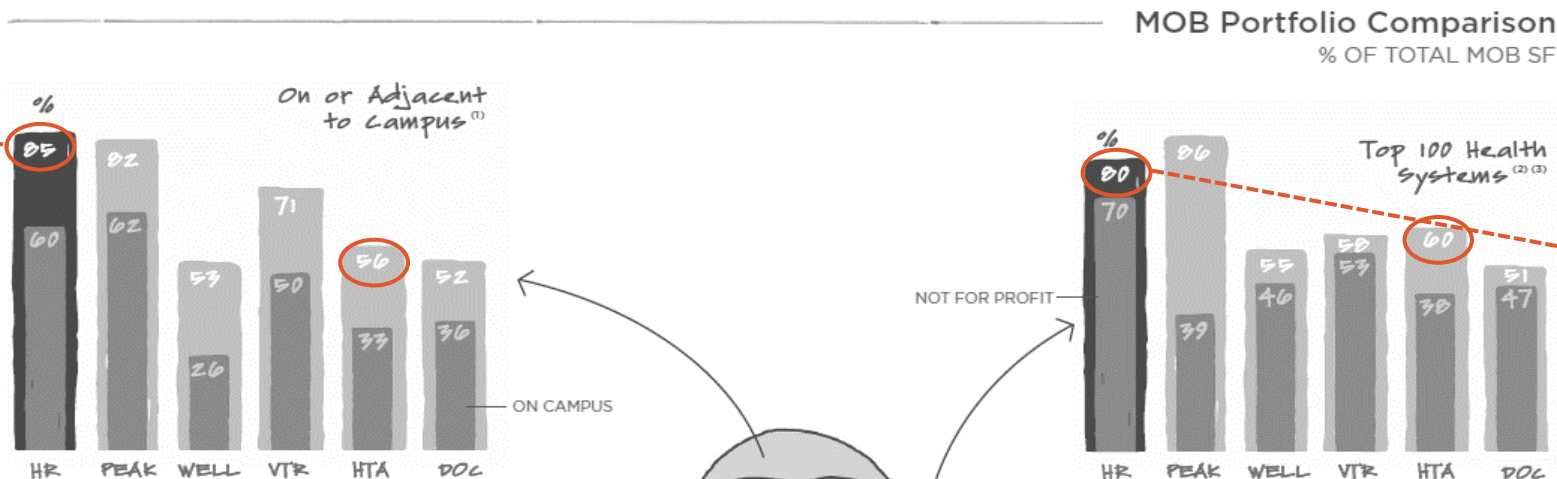 MOB Portfolio Comparison
% OF TOTAL MOB SF
%
On or Adjacent
to Campus (1)
85
82
53
71
56
52
60
62
26
50
33
36
ON CAMPUS
HR PEAK WELL VTR HTA DOC
%
Top 100 Health
Systems (2) (3)
80
86
55
58
60
51
70
39
46
53
38
47
NOT FOR PROFIT
HR PEAK WELL VTR HTA DOC